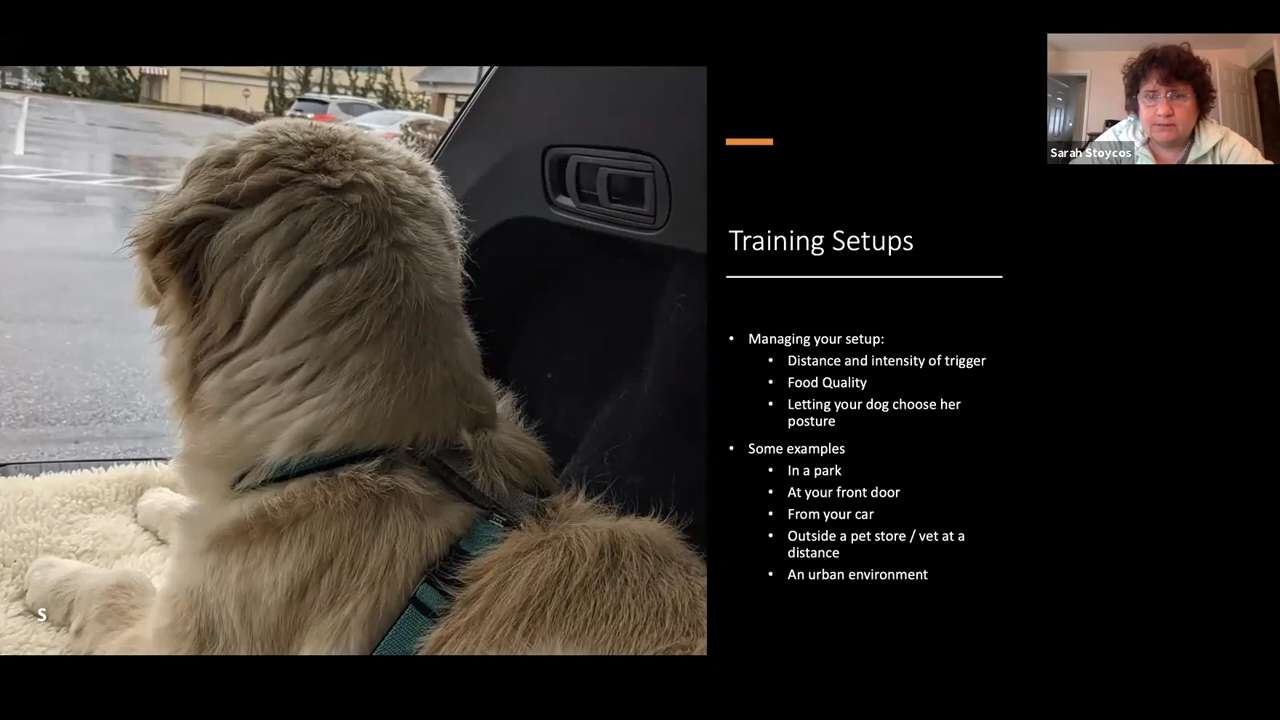 Sarah Stoycos
Training Setups
• Managing your setup:
• Distance and intensity of trigger
• Food Quality
• Letting your dog choose her
posture
• Some examples
• In a park
• At your front door
• From your car
• Outside a pet store / vet at a
distance
• An urban environment
S